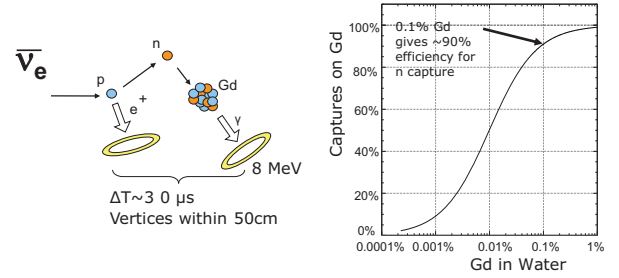 ν̅e
p
n
Gd
e+
γ
8 MeV
ΔT~3 0 μs
Vertices within 50cm
Captures on Gd
100%
80%
60%
40%
20%
0%
0.1% Gd
gives ~90%
efficiency for
n capture
0.0001% 0.001% 0.01% 0.1% 1%
Gd in Water